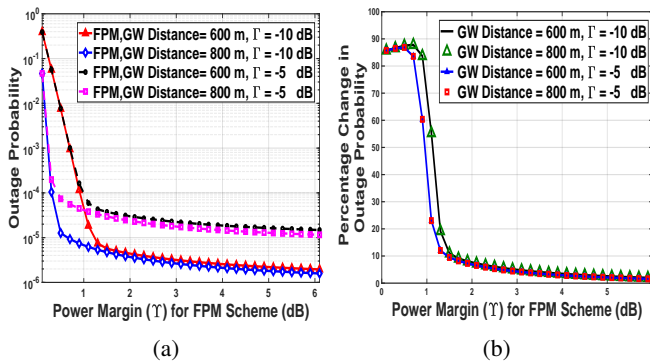 FPM,GW Distance= 600 m, Γ = -10 dB
FPM,GW Distance= 800 m, Γ = -10 dB
FPM,GW Distance= 600 m, Γ = -5 dB
FPM,GW Distance= 800 m, Γ = -5 dB
10^0
10^-1
10^-2
10^-3
10^-4
10^-5
10^-6
Outage Probability
1 2 3 4 5 6
Power Margin (ϒ) for FPM Scheme (dB)
(a)
GW Distance = 600 m, Γ = -10 dB
GW Distance = 800 m, Γ = -10 dB
GW Distance = 600 m, Γ = -5 dB
GW Distance = 800 m, Γ = -5 dB
100
90
80
70
60
50
40
30
20
10
0
Percentage Change in
Outage Probability
0 1 2 3 4 5
Power Margin (ϒ) for FPM Scheme (dB)
(b)